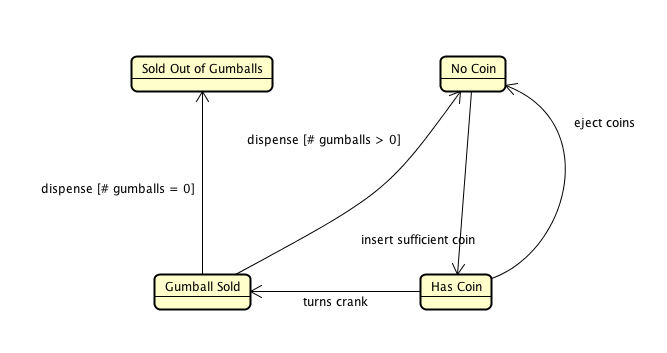 Sold Out of Gumballs
No Coin
eject coins
dispense [# gumballs > 0]
dispense [# gumballs = 0]
insert sufficient coin
Gumball Sold
Has Coin
turns crank